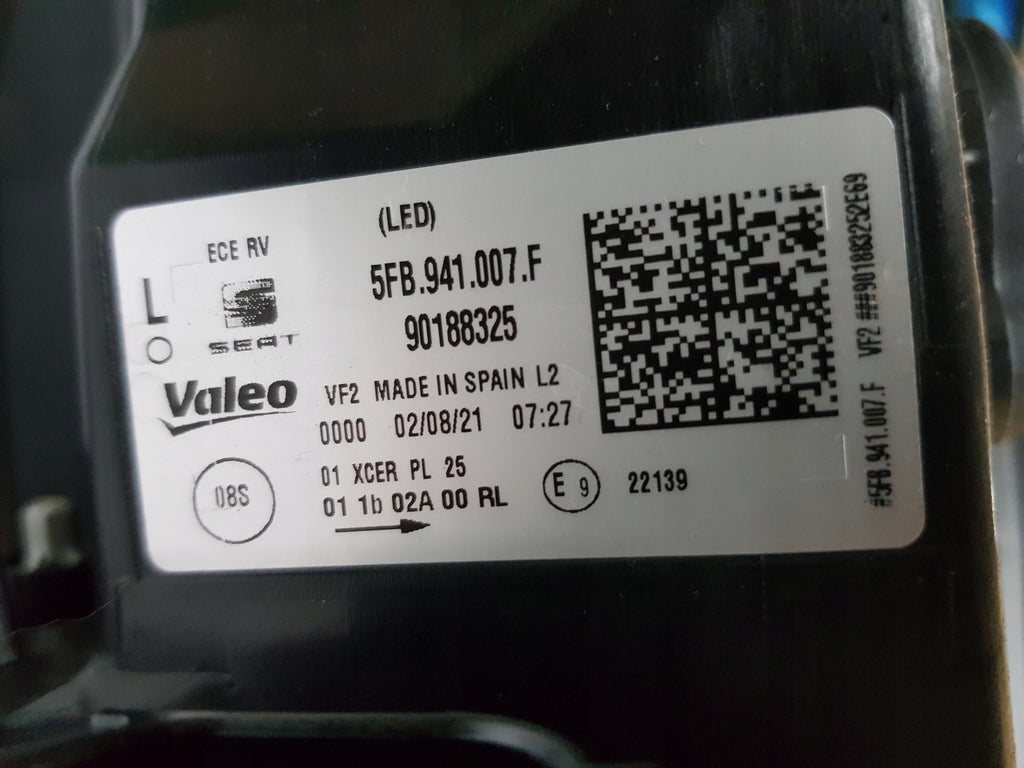 (LED)
ECE RV
L
SEAT
5FB.941.007.F
90188325
Valeo
VF2 MADE IN SPAIN L2
0000 02/08/21 07:27
08S
01 XCER PL 25
01 1b 02A 00 RL
E 9
22139
#5FB.941.007.F VF2 ###901883252E69